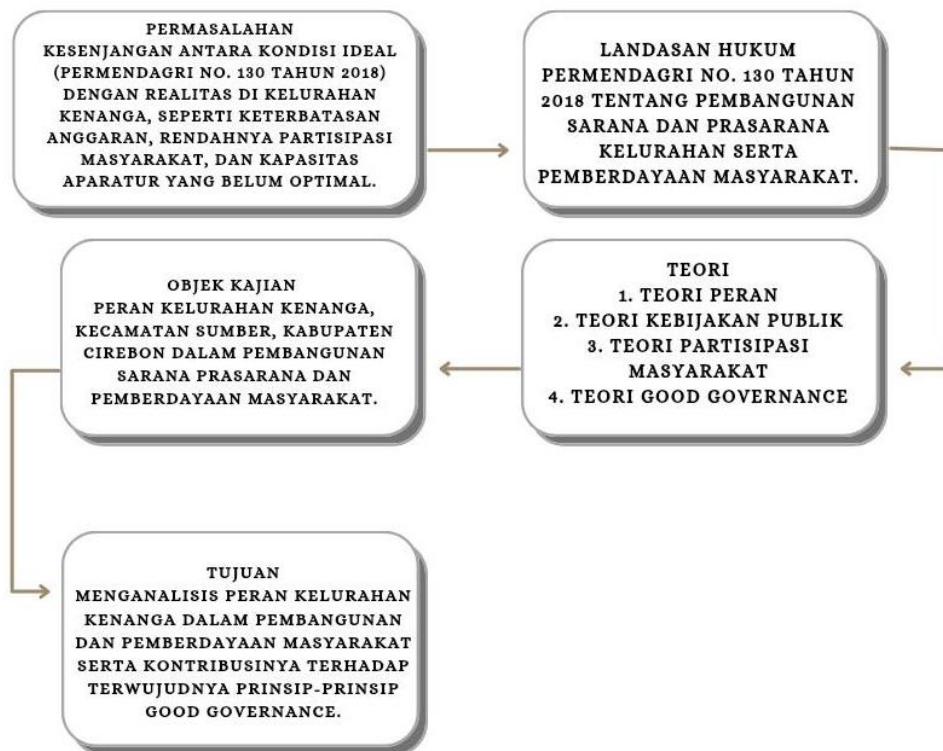 PERMASALAHAN
KESENJANGAN ANTARA KONDISI IDEAL
(PERMENDAGRI NO. 130 TAHUN 2018)
DENGAN REALITAS DI KELURAHAN
KENANGA, SEPERTI KETERBATASAN
ANGGARAN, RENDAHNYA PARTISIPASI
MASYARAKAT, DAN KAPASITAS
APARATUR YANG BELUM OPTIMAL.
LANDASAN HUKUM
PERMENDAGRI NO. 130 TAHUN
2018 TENTANG PEMBANGUNAN
SARANA DAN PRASARANA
KELURAHAN SERTA
PEMBERDAYAAN MASYARAKAT.
TEORI
1. TEORI PERAN
2. TEORI KEBIJAKAN PUBLIK
3. TEORI PARTISIPASI
MASYARAKAT
4. TEORI GOOD GOVERNANCE
OBJEK KAJIAN
PERAN KELURAHAN KENANGA,
KECAMATAN SUMBER, KABUPATEN
CIREBON DALAM PEMBANGUNAN
SARANA PRASARANA DAN
PEMBERDAYAAN MASYARAKAT.
TUJUAN
MENGANALISIS PERAN KELURAHAN
KENANGA DALAM PEMBANGUNAN
DAN PEMBERDAYAAN MASYARAKAT
SERTA KONTRIBUSINYA TERHADAP
TERWUJUDNYA PRINSIP-PRINSIP
GOOD GOVERNANCE.